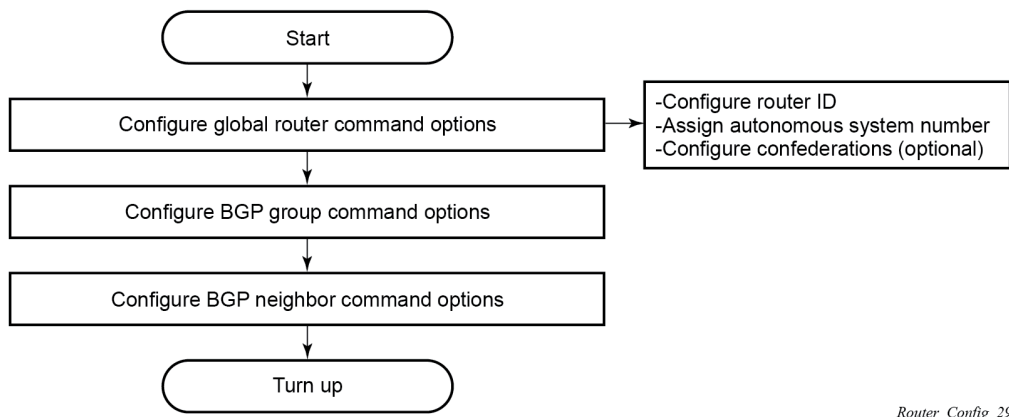 Start
Configure global router command options
-Configure router ID
-Assign autonomous system number
-Configure confederations (optional)
Configure BGP group command options
Configure BGP neighbor command options
Turn up
Router_Config_29